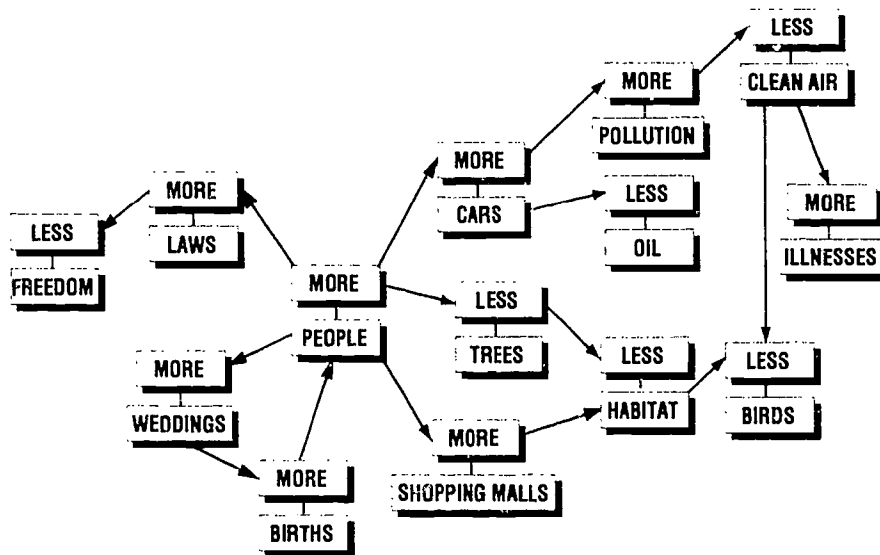 LESS
CLEAN AIR
MORE
POLLUTION
MORE
CARS
LESS
OIL
MORE
ILLNESSES
MORE
LAWS
LESS
FREEDOM
MORE
PEOPLE
LESS
TREES
LESS
HABITAT
LESS
BIRDS
MORE
WEDDINGS
MORE
BIRTHS
MORE
SHOPPING MALLS